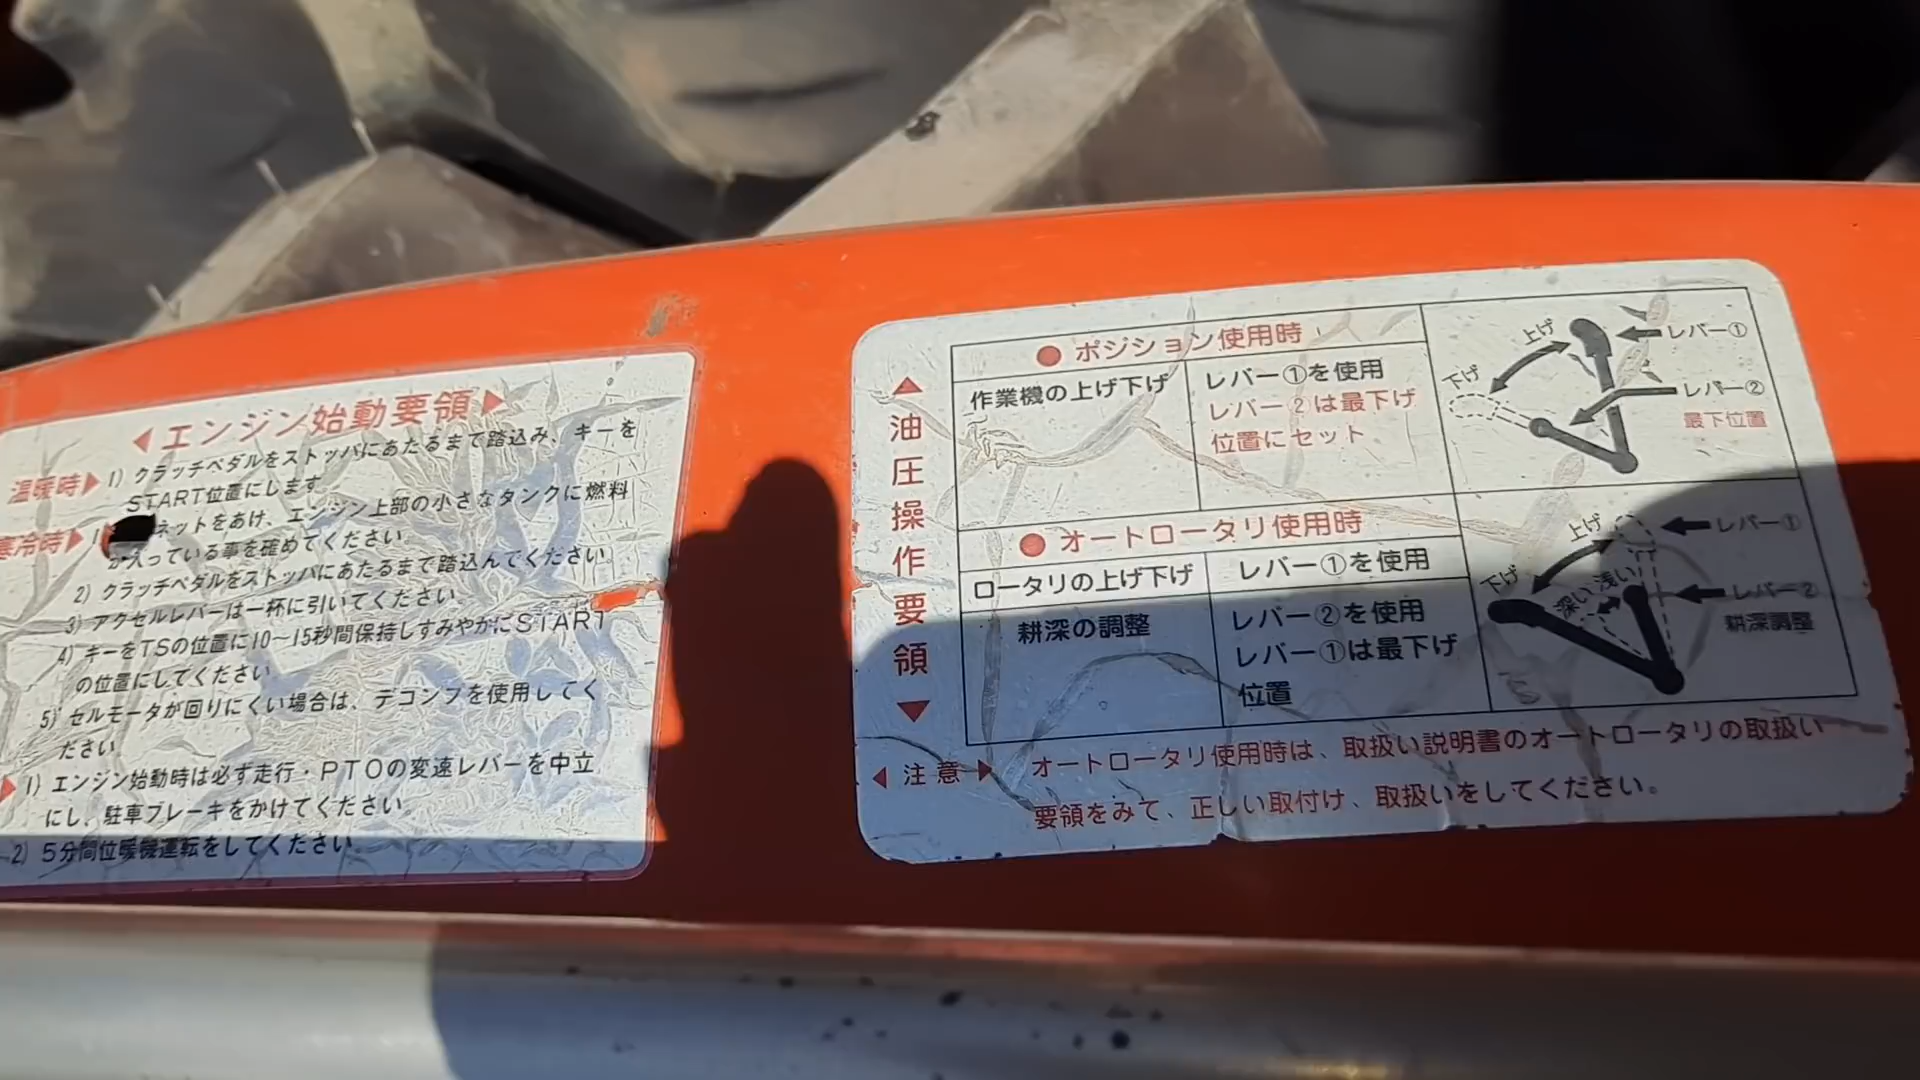 ◀エンジン始動要領▶
温暖時▶ 1) クラッチペダルをストッパにあたるまで踏込み、キーを
START位置にします
寒冷時▶ ネットをあけ、エンジン上部の小さなタンクに燃料
が入っている事を確めてください。
2) クラッチペダルをストッパにあたるまで踏込んでください。
3) アクセルレバーは一杯に引いてください。
4) キーをTSの位置に10〜15秒間保持しすみやかにSTART
の位置にしてください
5) セルモータが回りにくい場合は、デコンプを使用してく
ださい
1) エンジン始動時は必ず走行・PTOの変速レバーを中立
にし、駐車ブレーキをかけてください。
2) 5分間位暖機運転をしてください
▲油圧操作要領▼
●ポジション使用時
作業機の上げ下げ
レバー①を使用
レバー②は最下げ
位置にセット
上げ
下げ
レバー①
レバー②
最下位置
●オートロータリ使用時
ロータリの上げ下げ
レバー①を使用
耕深の調整
レバー②を使用
レバー①は最下げ
位置
上げ
下げ
深い 浅い
レバー①
レバー②
耕深調整
◀注意▶ オートロータリ使用時は、取扱い説明書のオートロータリの取扱い
要領をみて、正しい取付け、取扱いをしてください。